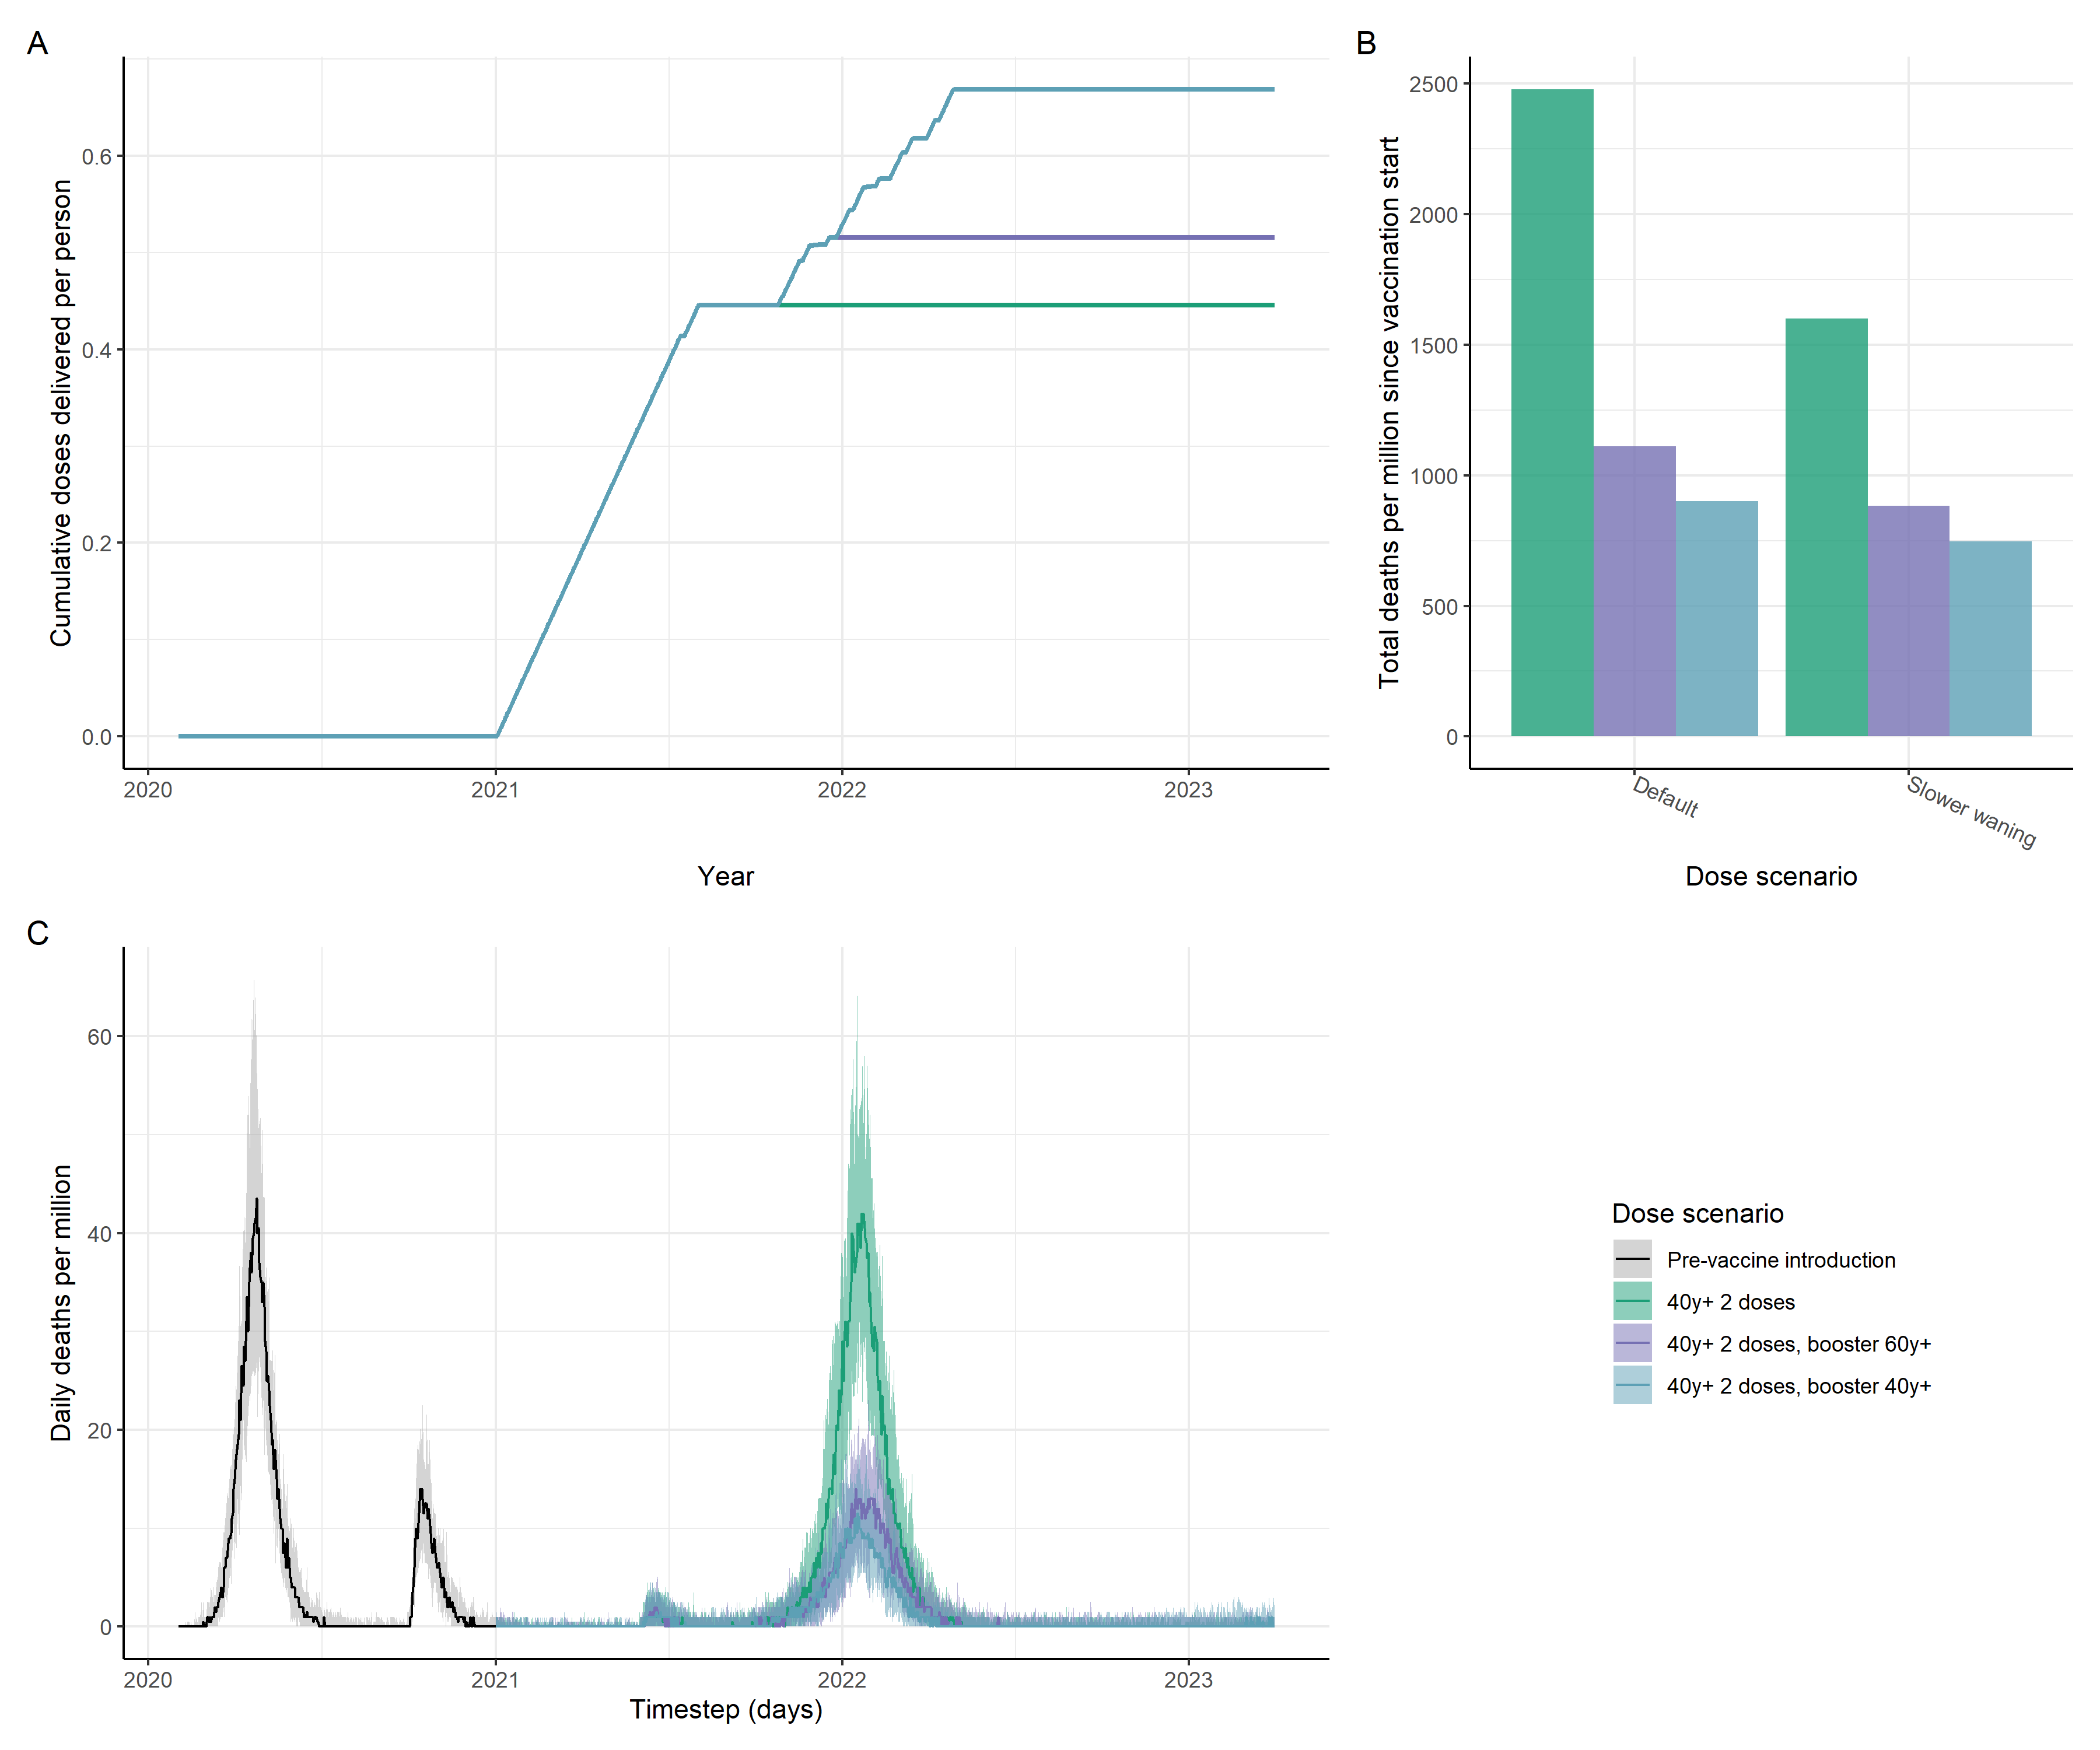 A
Cumulative doses delivered per person
0.6
0.4
0.2
0.0
2020
2021
2022
2023
Year
B
Total deaths per million since vaccination start
2500
2000
1500
1000
500
0
Default
Slower waning
Dose scenario
C
Daily deaths per million
60
40
20
0
2020
2021
2022
2023
Timestep (days)
Dose scenario
Pre-vaccine introduction
40y+ 2 doses
40y+ 2 doses, booster 60y+
40y+ 2 doses, booster 40y+